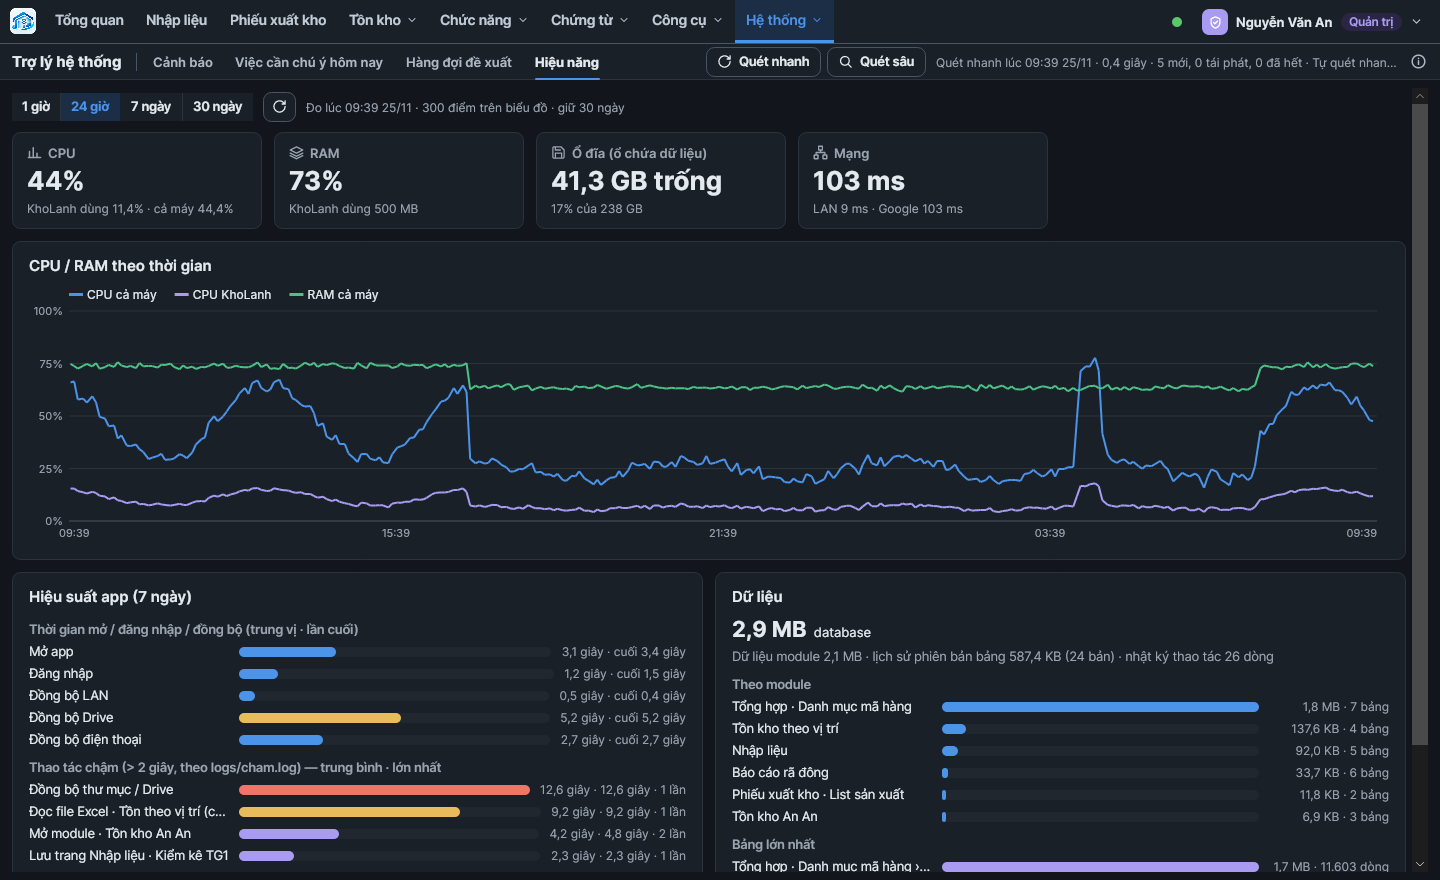 Tổng quan Nhập liệu Phiếu xuất kho Tồn kho Chức năng Chứng từ Công cụ Hệ thống Nguyễn Văn An Quản trị
Trợ lý hệ thống Cảnh báo Việc cần chú ý hôm nay Hàng đợi đề xuất Hiệu năng Quét nhanh Quét sâu Quét nhanh lúc 09:39 25/11 · 0,4 giây · 5 mới, 0 tái phát, 0 đã hết · Tự quét nhan...
1 giờ 24 giờ 7 ngày 30 ngày Đo lúc 09:39 25/11 · 300 điểm trên biểu đồ · giữ 30 ngày
CPU
44%
KhoLanh dùng 11,4% · cả máy 44,4%
RAM
73%
KhoLanh dùng 500 MB
Ổ đĩa (ổ chứa dữ liệu)
41,3 GB trống
17% của 238 GB
Mạng
103 ms
LAN 9 ms · Google 103 ms
CPU / RAM theo thời gian
CPU cả máy CPU KhoLanh RAM cả máy
100%
75%
50%
25%
0%
09:39 15:39 21:39 03:39 09:39
Hiệu suất app (7 ngày)
Thời gian mở / đăng nhập / đồng bộ (trung vị · lần cuối)
Mở app 3,1 giây · cuối 3,4 giây
Đăng nhập 1,2 giây · cuối 1,5 giây
Đồng bộ LAN 0,5 giây · cuối 0,4 giây
Đồng bộ Drive 5,2 giây · cuối 5,2 giây
Đồng bộ điện thoại 2,7 giây · cuối 2,7 giây
Thao tác chậm (> 2 giây, theo logs/cham.log) — trung bình · lớn nhất
Đồng bộ thư mục / Drive 12,6 giây · 12,6 giây · 1 lần
Đọc file Excel · Tồn theo vị trí (c... 9,2 giây · 9,2 giây · 1 lần
Mở module · Tồn kho An An 4,2 giây · 4,8 giây · 2 lần
Lưu trang Nhập liệu · Kiểm kê TG1 2,3 giây · 2,3 giây · 1 lần
Dữ liệu
2,9 MB database
Dữ liệu module 2,1 MB · lịch sử phiên bản bảng 587,4 KB (24 bản) · nhật ký thao tác 26 dòng
Theo module
Tổng hợp · Danh mục mã hàng 1,8 MB · 7 bảng
Tồn kho theo vị trí 137,6 KB · 4 bảng
Nhập liệu 92,0 KB · 5 bảng
Báo cáo rã đông 33,7 KB · 6 bảng
Phiếu xuất kho · List sản xuất 11,8 KB · 2 bảng
Tồn kho An An 6,9 KB · 3 bảng
Bảng lớn nhất
Tổng hợp · Danh mục mã hàng ›... 1,7 MB · 11.603 dòng